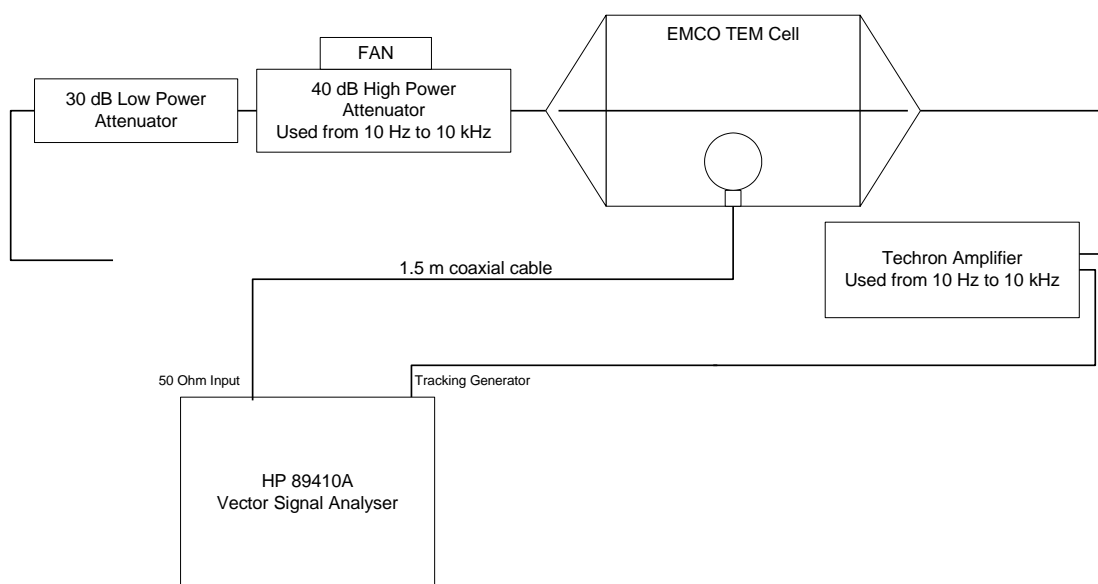 EMCO TEM Cell
FAN
30 dB Low Power
Attenuator
40 dB High Power
Attenuator
Used from 10 Hz to 10 kHz
Techron Amplifier
Used from 10 Hz to 10 kHz
1.5 m coaxial cable
50 Ohm Input
Tracking Generator
HP 89410A
Vector Signal Analyser